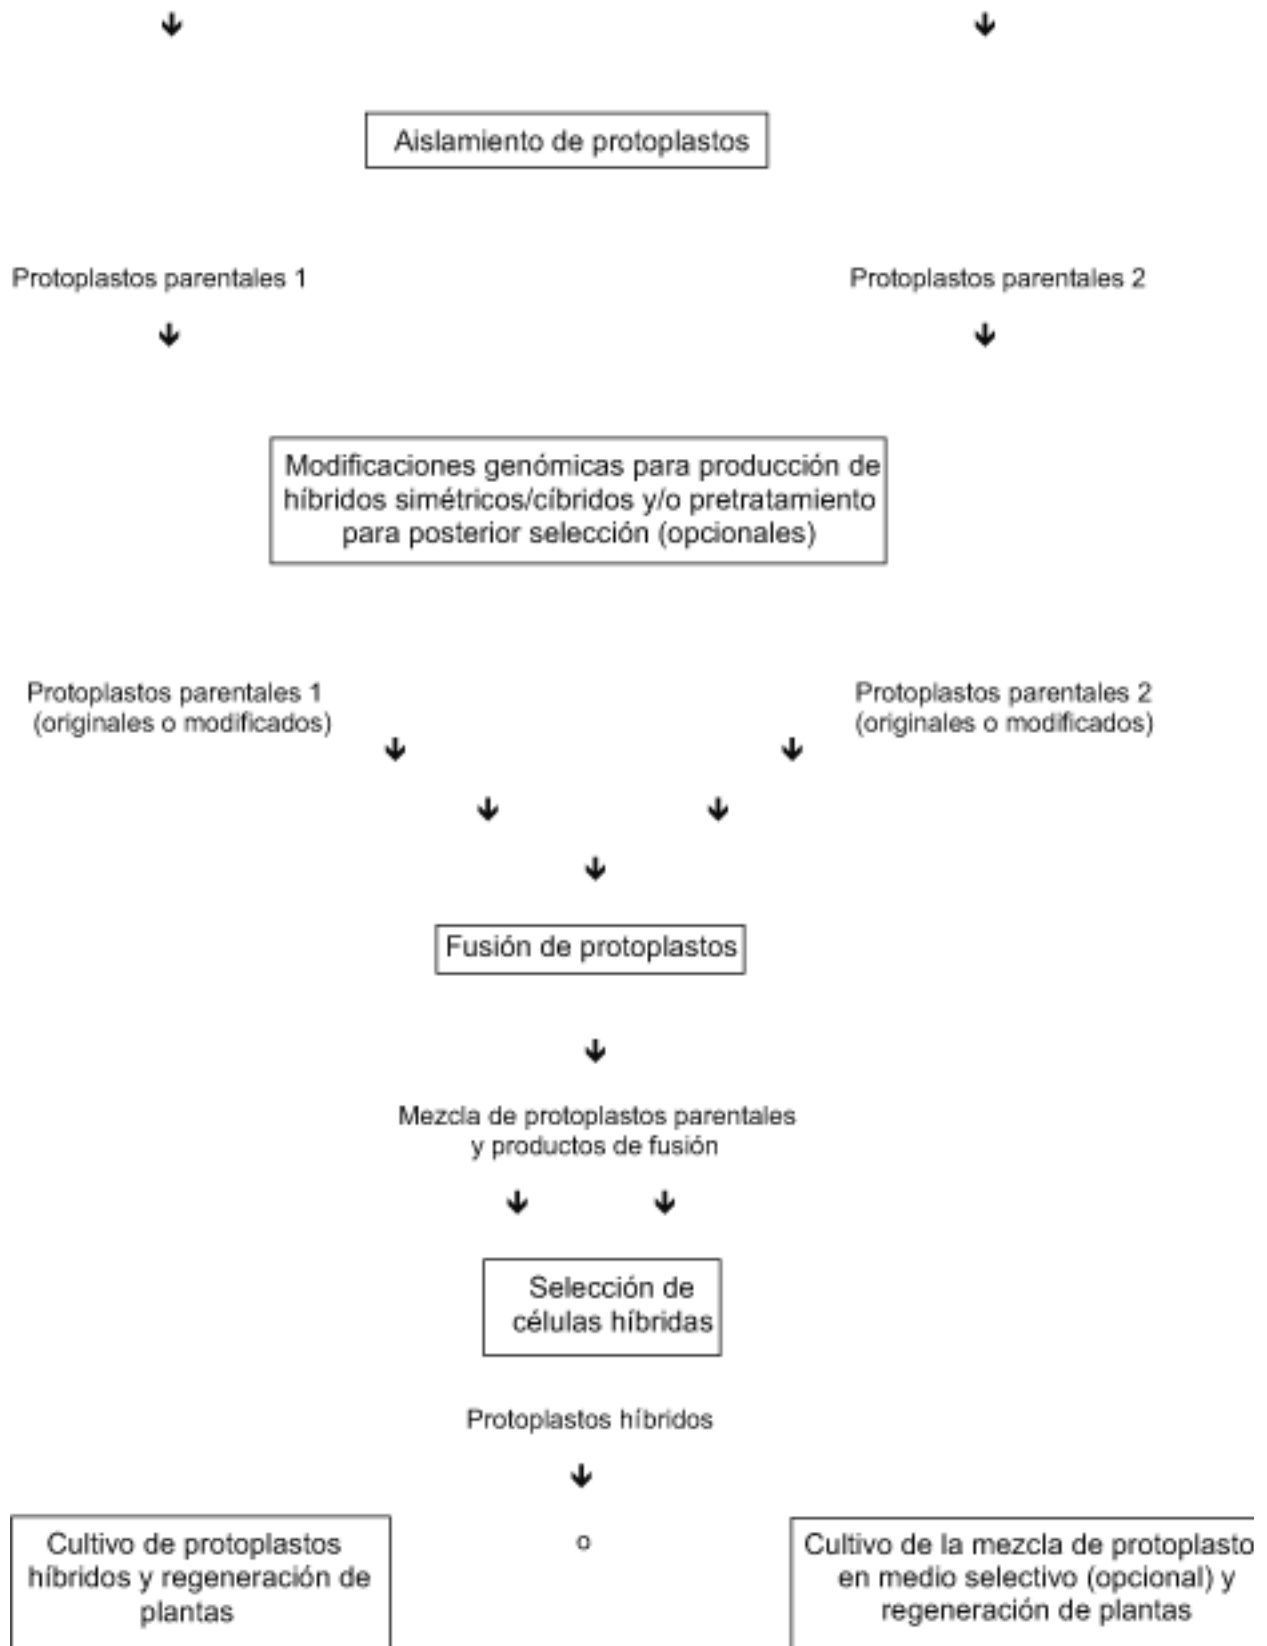 Aislamiento de protoplastos
Protoplastos parentales 1
Protoplastos parentales 2
Modificaciones genómicas para producción de
híbridos simétricos/cíbridos y/o pretratamiento
para posterior selección (opcionales)
Protoplastos parentales 1
(originales o modificados)
Protoplastos parentales 2
(originales o modificados)
Fusión de protoplastos
Mezcla de protoplastos parentales
y productos de fusión
Selección de
células híbridas
Protoplastos híbridos
Cultivo de protoplastos
híbridos y regeneración de
plantas
o
Cultivo de la mezcla de protoplasto
en medio selectivo (opcional) y
regeneración de plantas